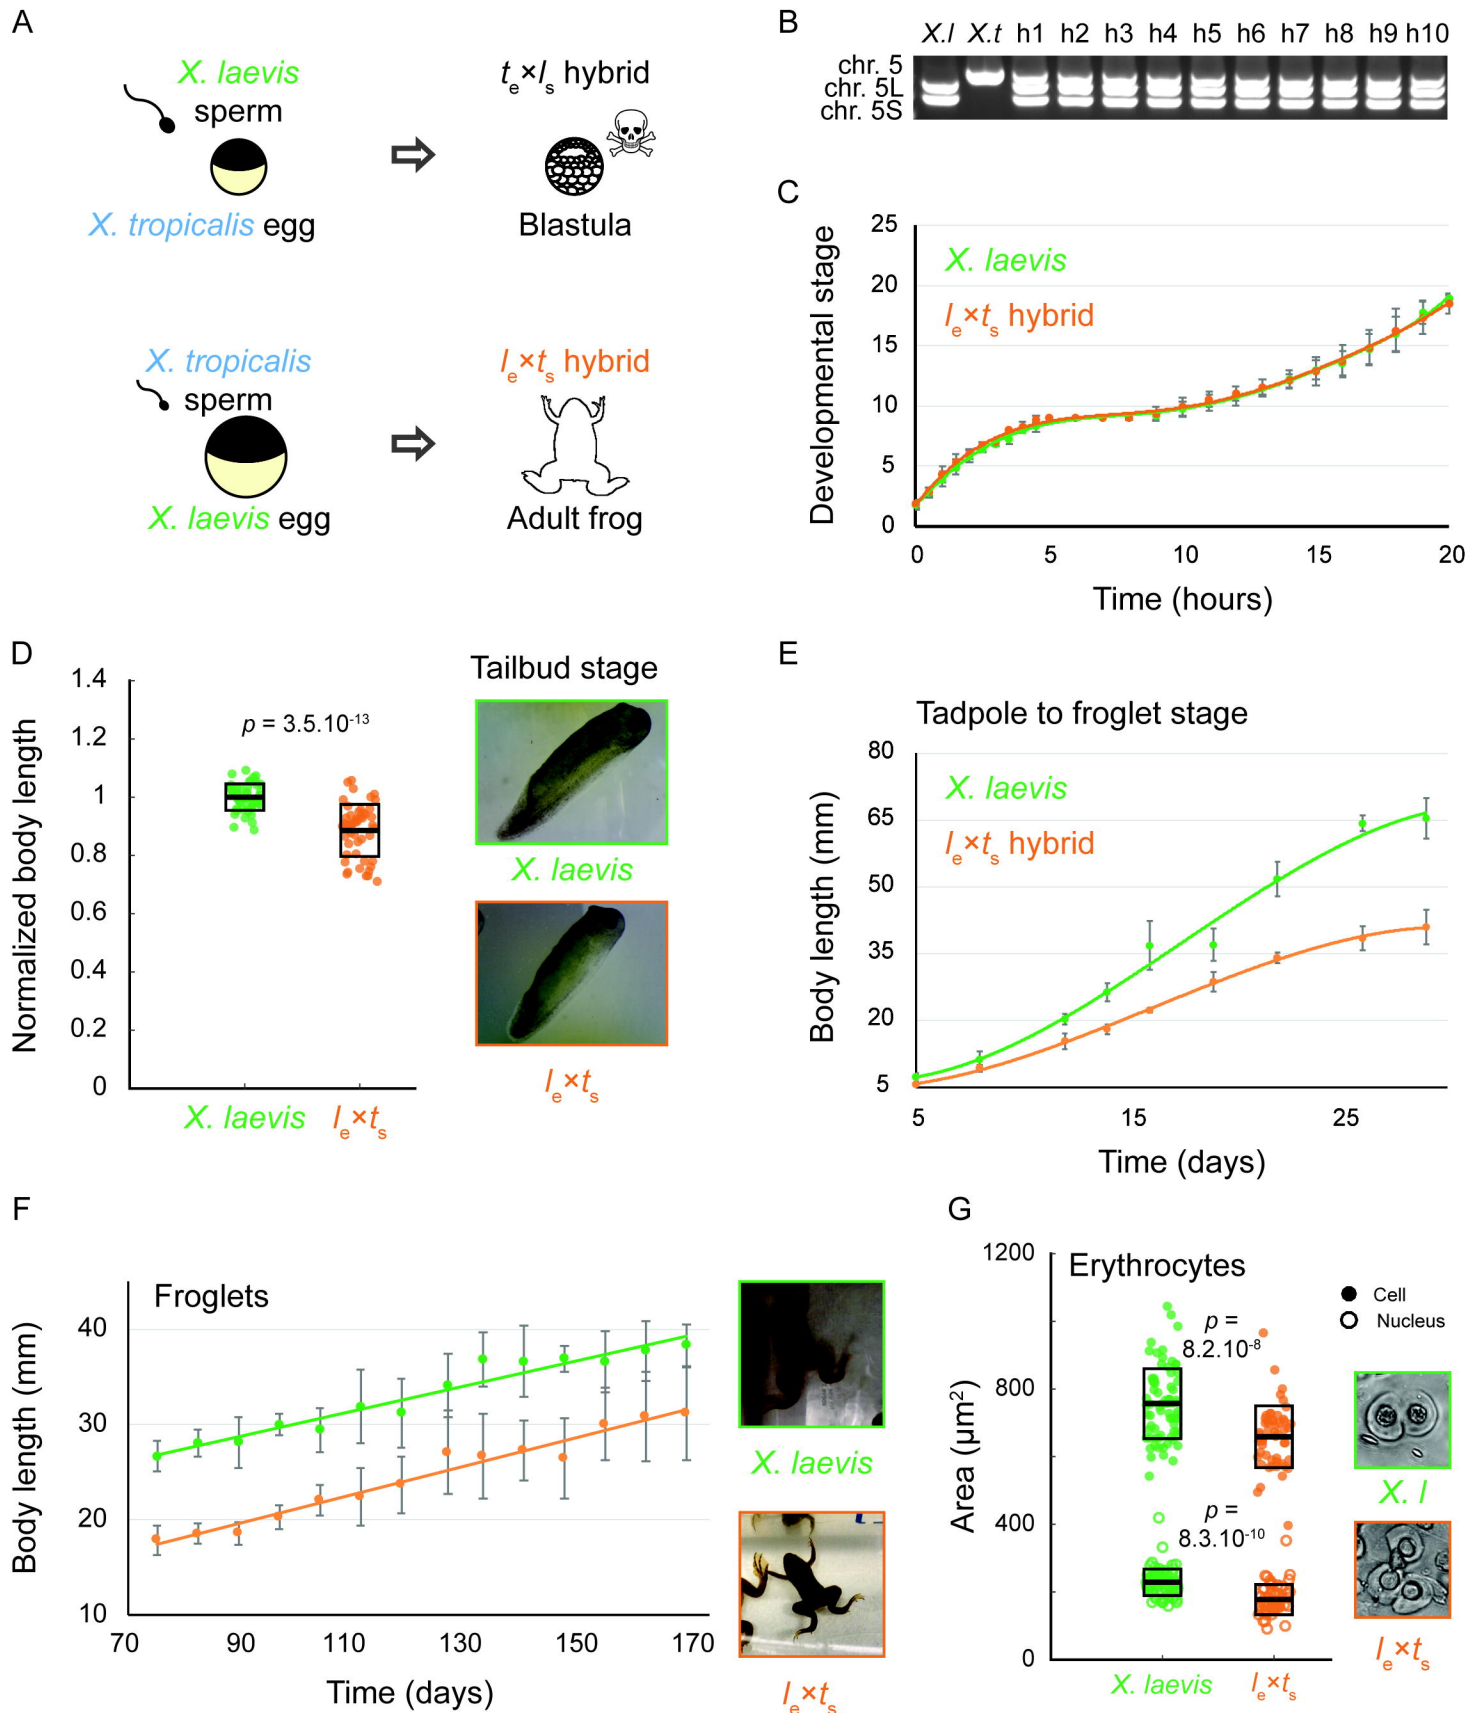 A
X. laevis
sperm
X. tropicalis egg
te×ls hybrid
Blastula
X. tropicalis
sperm
X. laevis egg
le×ts hybrid
Adult frog
B
X.l X.t h1 h2 h3 h4 h5 h6 h7 h8 h9 h10
chr. 5
chr. 5L
chr. 5S
C
Developmental stage
25
20
15
10
5
0
X. laevis
le×ts hybrid
0 5 10 15 20
Time (hours)
D
Normalized body length
1.4
1.2
1
0.8
0.6
0.4
0.2
0
p = 3.5.10-13
X. laevis le×ts
Tailbud stage
X. laevis
le×ts
E
Tadpole to froglet stage
Body length (mm)
80
65
50
35
20
5
X. laevis
le×ts hybrid
5 15 25
Time (days)
F
Froglets
Body length (mm)
40
30
20
10
70 90 110 130 150 170
Time (days)
X. laevis
le×ts
G
Erythrocytes
Area (µm2)
1200
800
400
0
p =
8.2.10-8
p =
8.3.10-10
Cell
Nucleus
X. laevis le×ts
X. l
le×ts